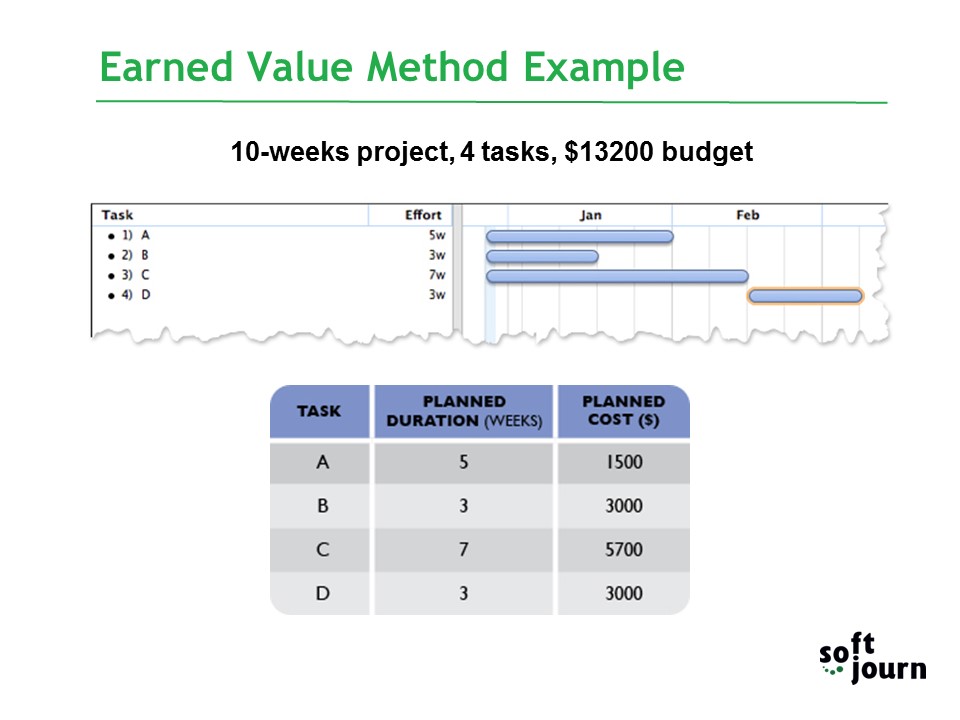 Earned Value Method Example
10-weeks project, 4 tasks, $13200 budget
Task Effort Jan Feb
• 1) A 5w
• 2) B 3w
• 3) C 7w
• 4) D 3w
TASK PLANNED DURATION (WEEKS) PLANNED COST ($)
A 5 1500
B 3 3000
C 7 5700
D 3 3000
soft
journ